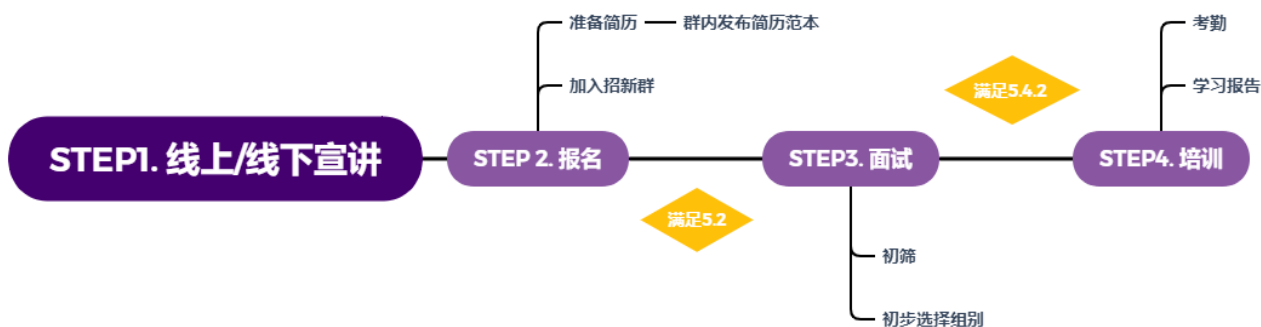 准备简历
群内发布简历范本
加入招新群
考勤
学习报告
满足5.4.2
STEP1. 线上/线下宣讲
STEP 2. 报名
STEP3. 面试
STEP4. 培训
满足5.2
初筛
初步选择组别